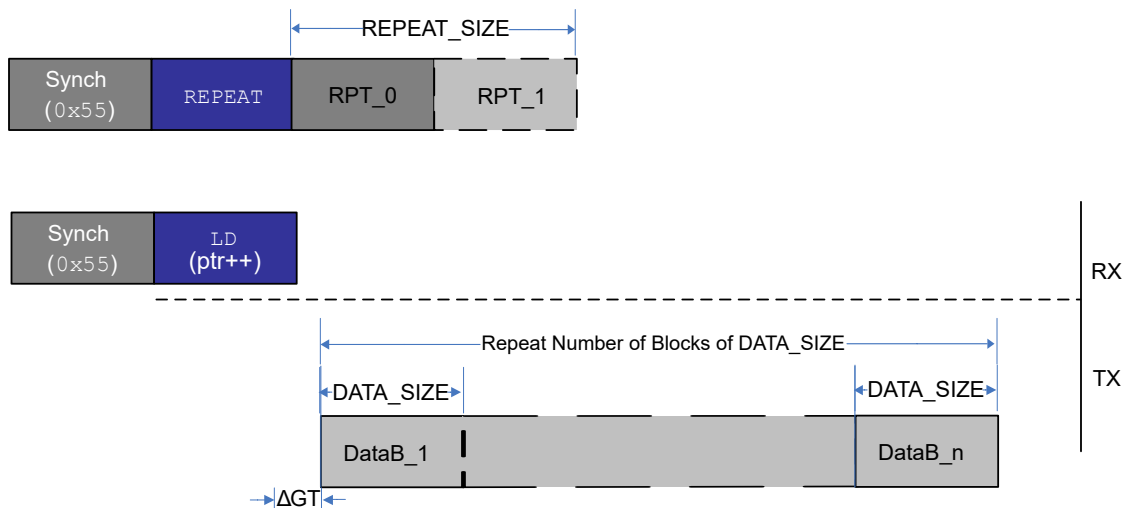 REPEAT_SIZE
Synch
(0x55)
REPEAT
RPT_0
RPT_1
Synch
(0x55)
LD
(ptr++)
RX
Repeat Number of Blocks of DATA_SIZE
TX
DATA_SIZE
DATA_SIZE
DataB_1
DataB_n
ΔGT